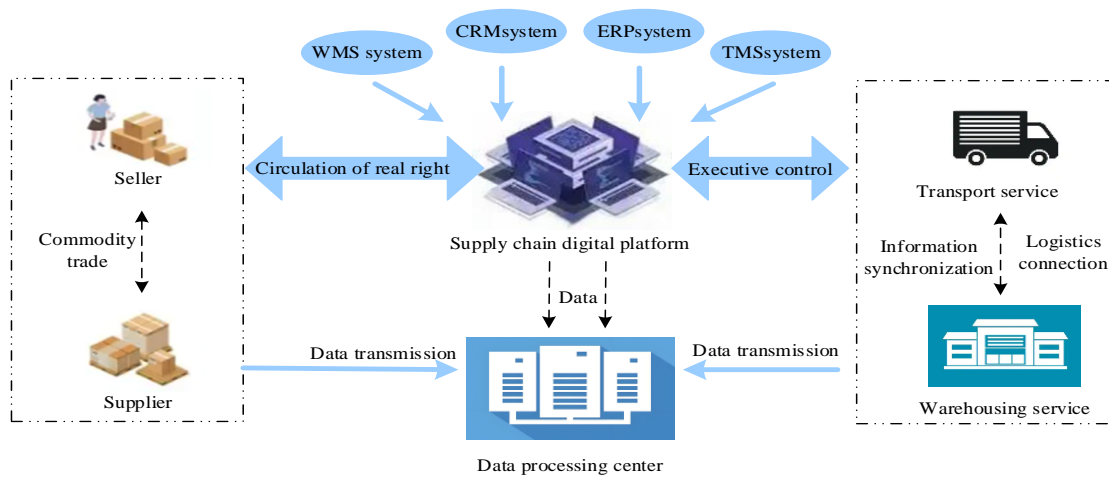 WMS system
CRMsystem
ERPsystem
TMSsystem
Seller
Circulation of real right
Executive control
Transport service
Supply chain digital platform
Commodity
trade
Information
synchronization
Logistics
connection
Data
Data transmission
Data transmission
Supplier
Warehousing service
Data processing center